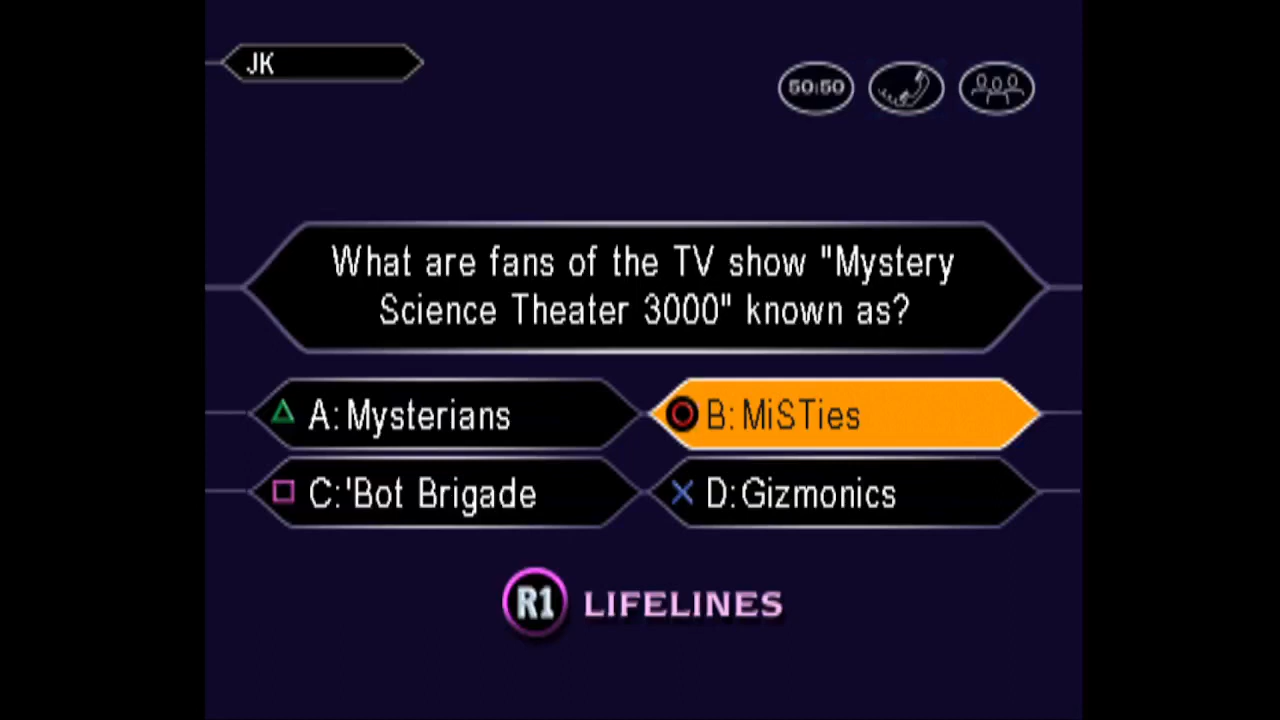 JK
50:50
What are fans of the TV show "Mystery
Science Theater 3000" known as?
A: Mysterians
B: MiSTies
C: 'Bot Brigade
D: Gizmonics
R1 LIFELINES